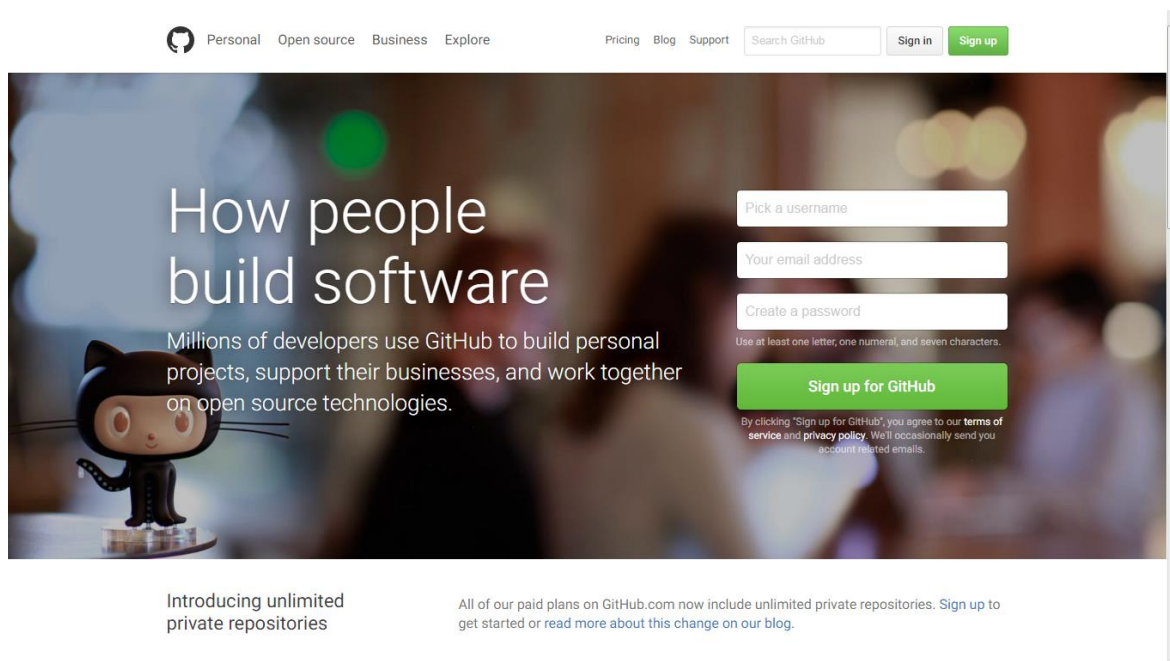 Personal Open source Business Explore Pricing Blog Support Search GitHub Sign in Sign up
How people
build software
Millions of developers use GitHub to build personal
projects, support their businesses, and work together
on open source technologies.
Pick a username
Your email address
Create a password
Use at least one letter, one numeral, and seven characters.
Sign up for GitHub
By clicking "Sign up for GitHub", you agree to our terms of
service and privacy policy. We'll occasionally send you
account related emails.
Introducing unlimited
private repositories
All of our paid plans on GitHub.com now include unlimited private repositories. Sign up to
get started or read more about this change on our blog.